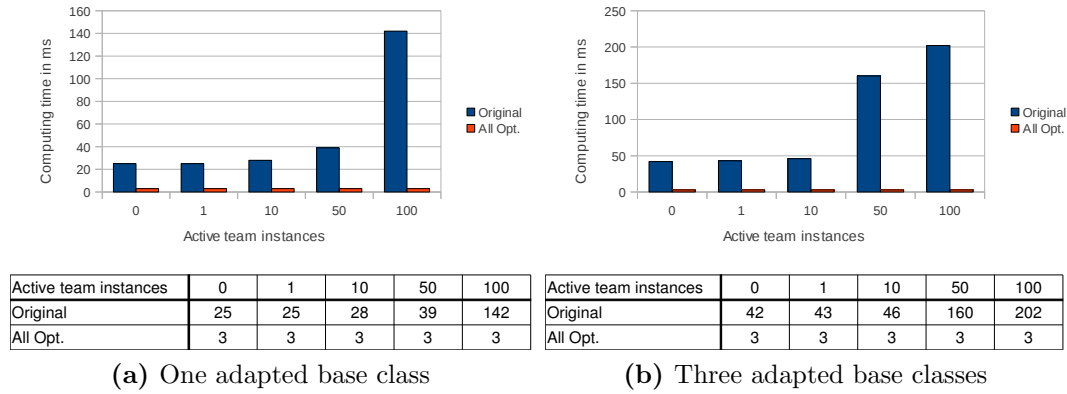 160
140
120
100
80
60
40
20
0
Computing time in ms
0 1 10 50 100
Active team instances
Original
All Opt.
Active team instances 0 1 10 50 100
Original 25 25 28 39 142
All Opt. 3 3 3 3 3
(a) One adapted base class
250
200
150
100
50
0
Computing time in ms
0 1 10 50 100
Active team instances
Original
All Opt.
Active team instances 0 1 10 50 100
Original 42 43 46 160 202
All Opt. 3 3 3 3 3
(b) Three adapted base classes